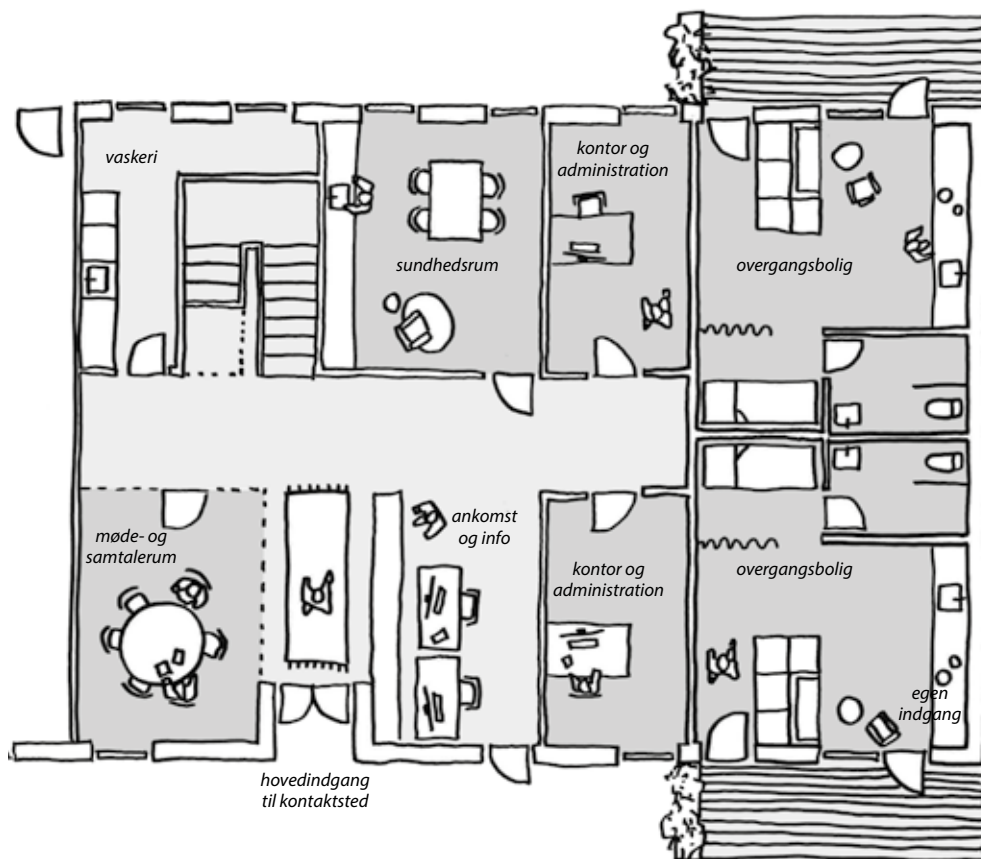 vaskeri
kontor og
administration
sundhedsrum
overgangsbolig
møde- og
samtalerum
ankomst
og info
kontor og
administration
overgangsbolig
egen
indgang
hovedindgang
til kontaktsted